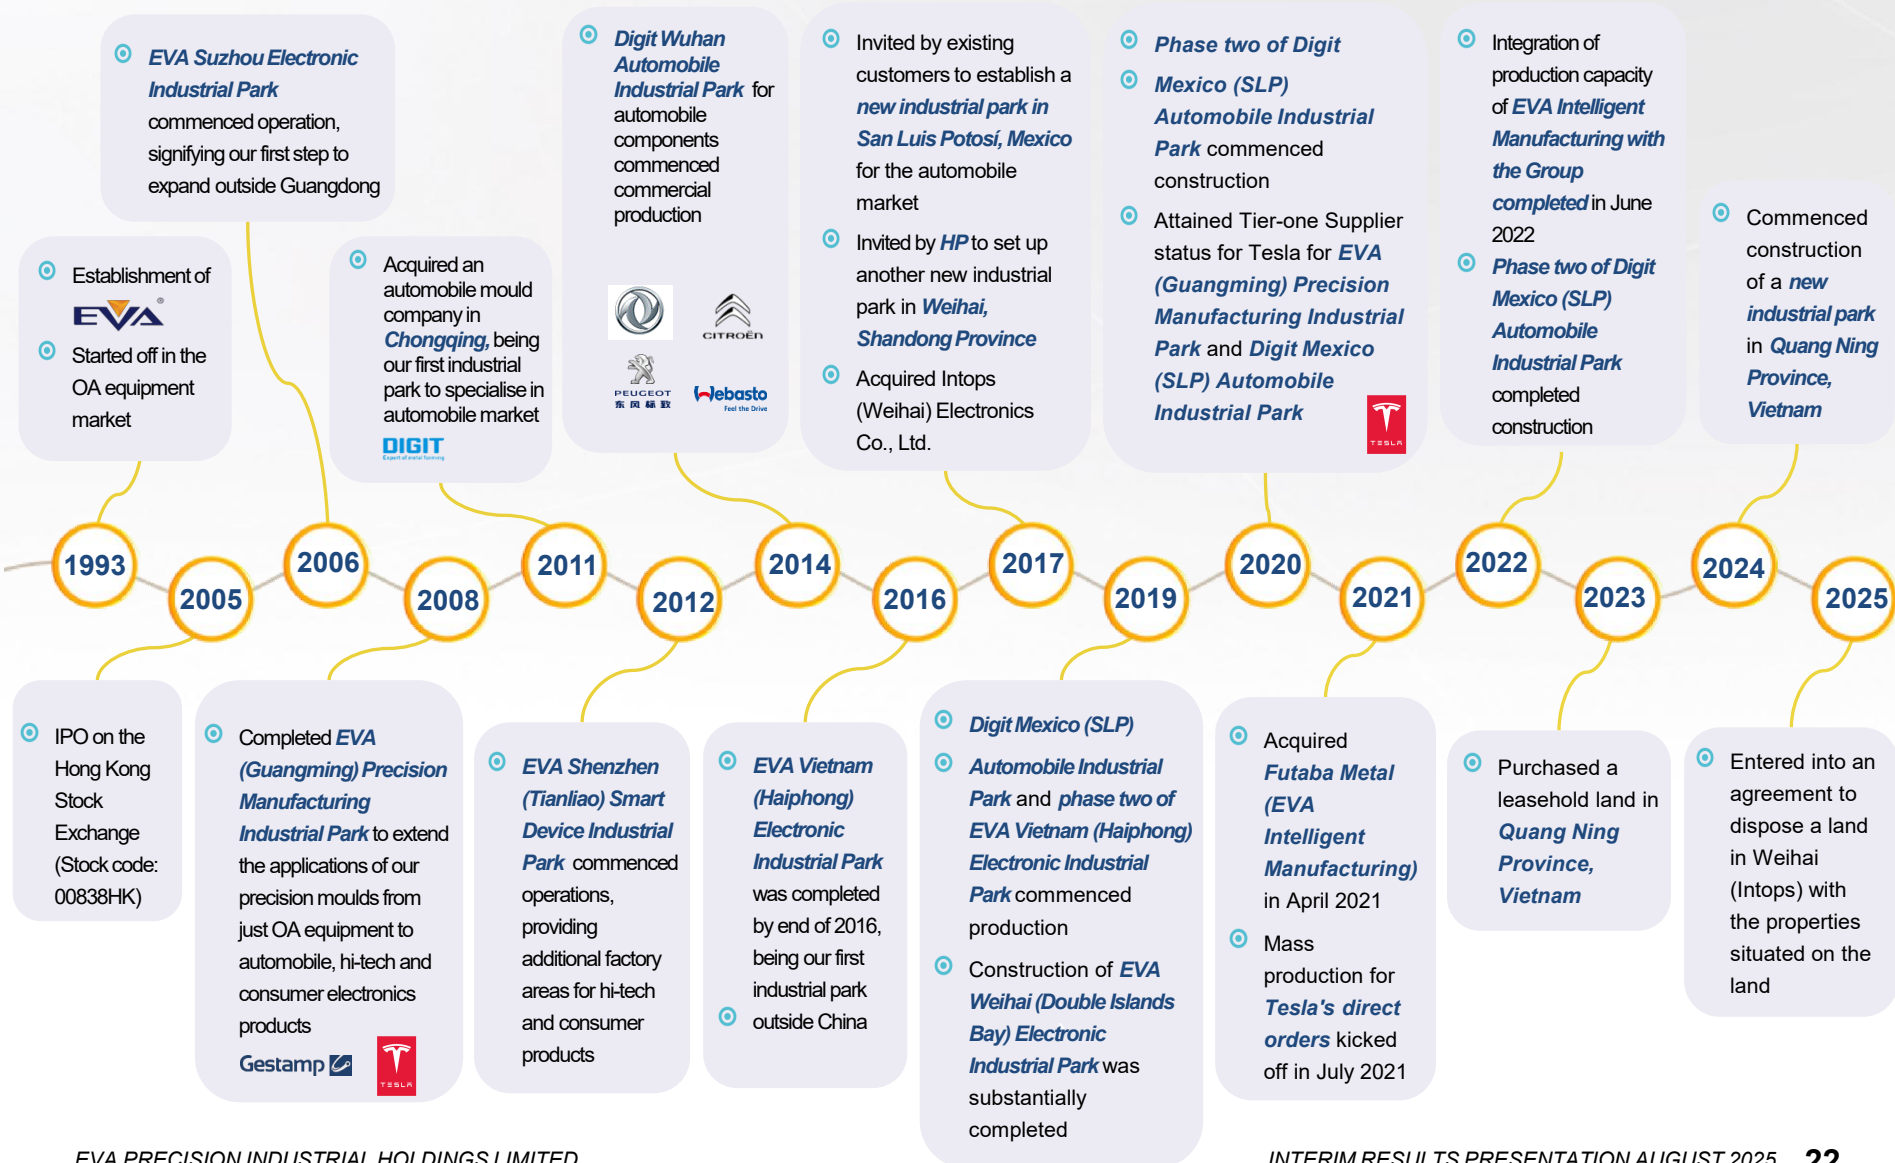 EVA Suzhou Electronic
Industrial Park
commenced operation,
signifying our first step to
expand outside Guangdong
Digit Wuhan
Automobile
Industrial Park for
automobile
components
commenced
commercial
production
CITROËN
PEUGEOT
东风标致
Webasto
Feel the Drive
Invited by existing
customers to establish a
new industrial park in
San Luis Potosí, Mexico
for the automobile
market
Invited by HP to set up
another new industrial
park in Weihai,
Shandong Province
Acquired Intops
(Weihai) Electronics
Co., Ltd.
Phase two of Digit
Mexico (SLP)
Automobile Industrial
Park commenced
construction
Attained Tier-one Supplier
status for Tesla for EVA
(Guangming) Precision
Manufacturing Industrial
Park and Digit Mexico
(SLP) Automobile
Industrial Park
TESLA
Integration of
production capacity
of EVA Intelligent
Manufacturing with
the Group
completed in June
2022
Phase two of Digit
Mexico (SLP)
Automobile
Industrial Park
completed
construction
Commenced
construction
of a new
industrial park
in Quang Ning
Province,
Vietnam
Establishment of
EVA®
Started off in the
OA equipment
market
Acquired an
automobile mould
company in
Chongqing, being
our first industrial
park to specialise in
automobile market
DIGIT
Expert of metal forming
1993
2005
2006
2008
2011
2012
2014
2016
2017
2019
2020
2021
2022
2023
2024
2025
IPO on the
Hong Kong
Stock
Exchange
(Stock code:
00838HK)
Completed EVA
(Guangming) Precision
Manufacturing
Industrial Park to extend
the applications of our
precision moulds from
just OA equipment to
automobile, hi-tech and
consumer electronics
products
Gestamp
TESLA
EVA Shenzhen
(Tianliao) Smart
Device Industrial
Park commenced
operations,
providing
additional factory
areas for hi-tech
and consumer
products
EVA Vietnam
(Haiphong)
Electronic
Industrial Park
was completed
by end of 2016,
being our first
industrial park
outside China
Digit Mexico (SLP)
Automobile Industrial
Park and phase two of
EVA Vietnam (Haiphong)
Electronic Industrial
Park commenced
production
Construction of EVA
Weihai (Double Islands
Bay) Electronic
Industrial Park was
substantially
completed
Acquired
Futaba Metal
(EVA
Intelligent
Manufacturing)
in April 2021
Mass
production for
Tesla's direct
orders kicked
off in July 2021
Purchased a
leasehold land in
Quang Ning
Province,
Vietnam
Entered into an
agreement to
dispose a land
in Weihai
(Intops) with
the properties
situated on the
land
EVA PRECISION INDUSTRIAL HOLDINGS LIMITED
INTERIM RESULTS PRESENTATION AUGUST 2025 22